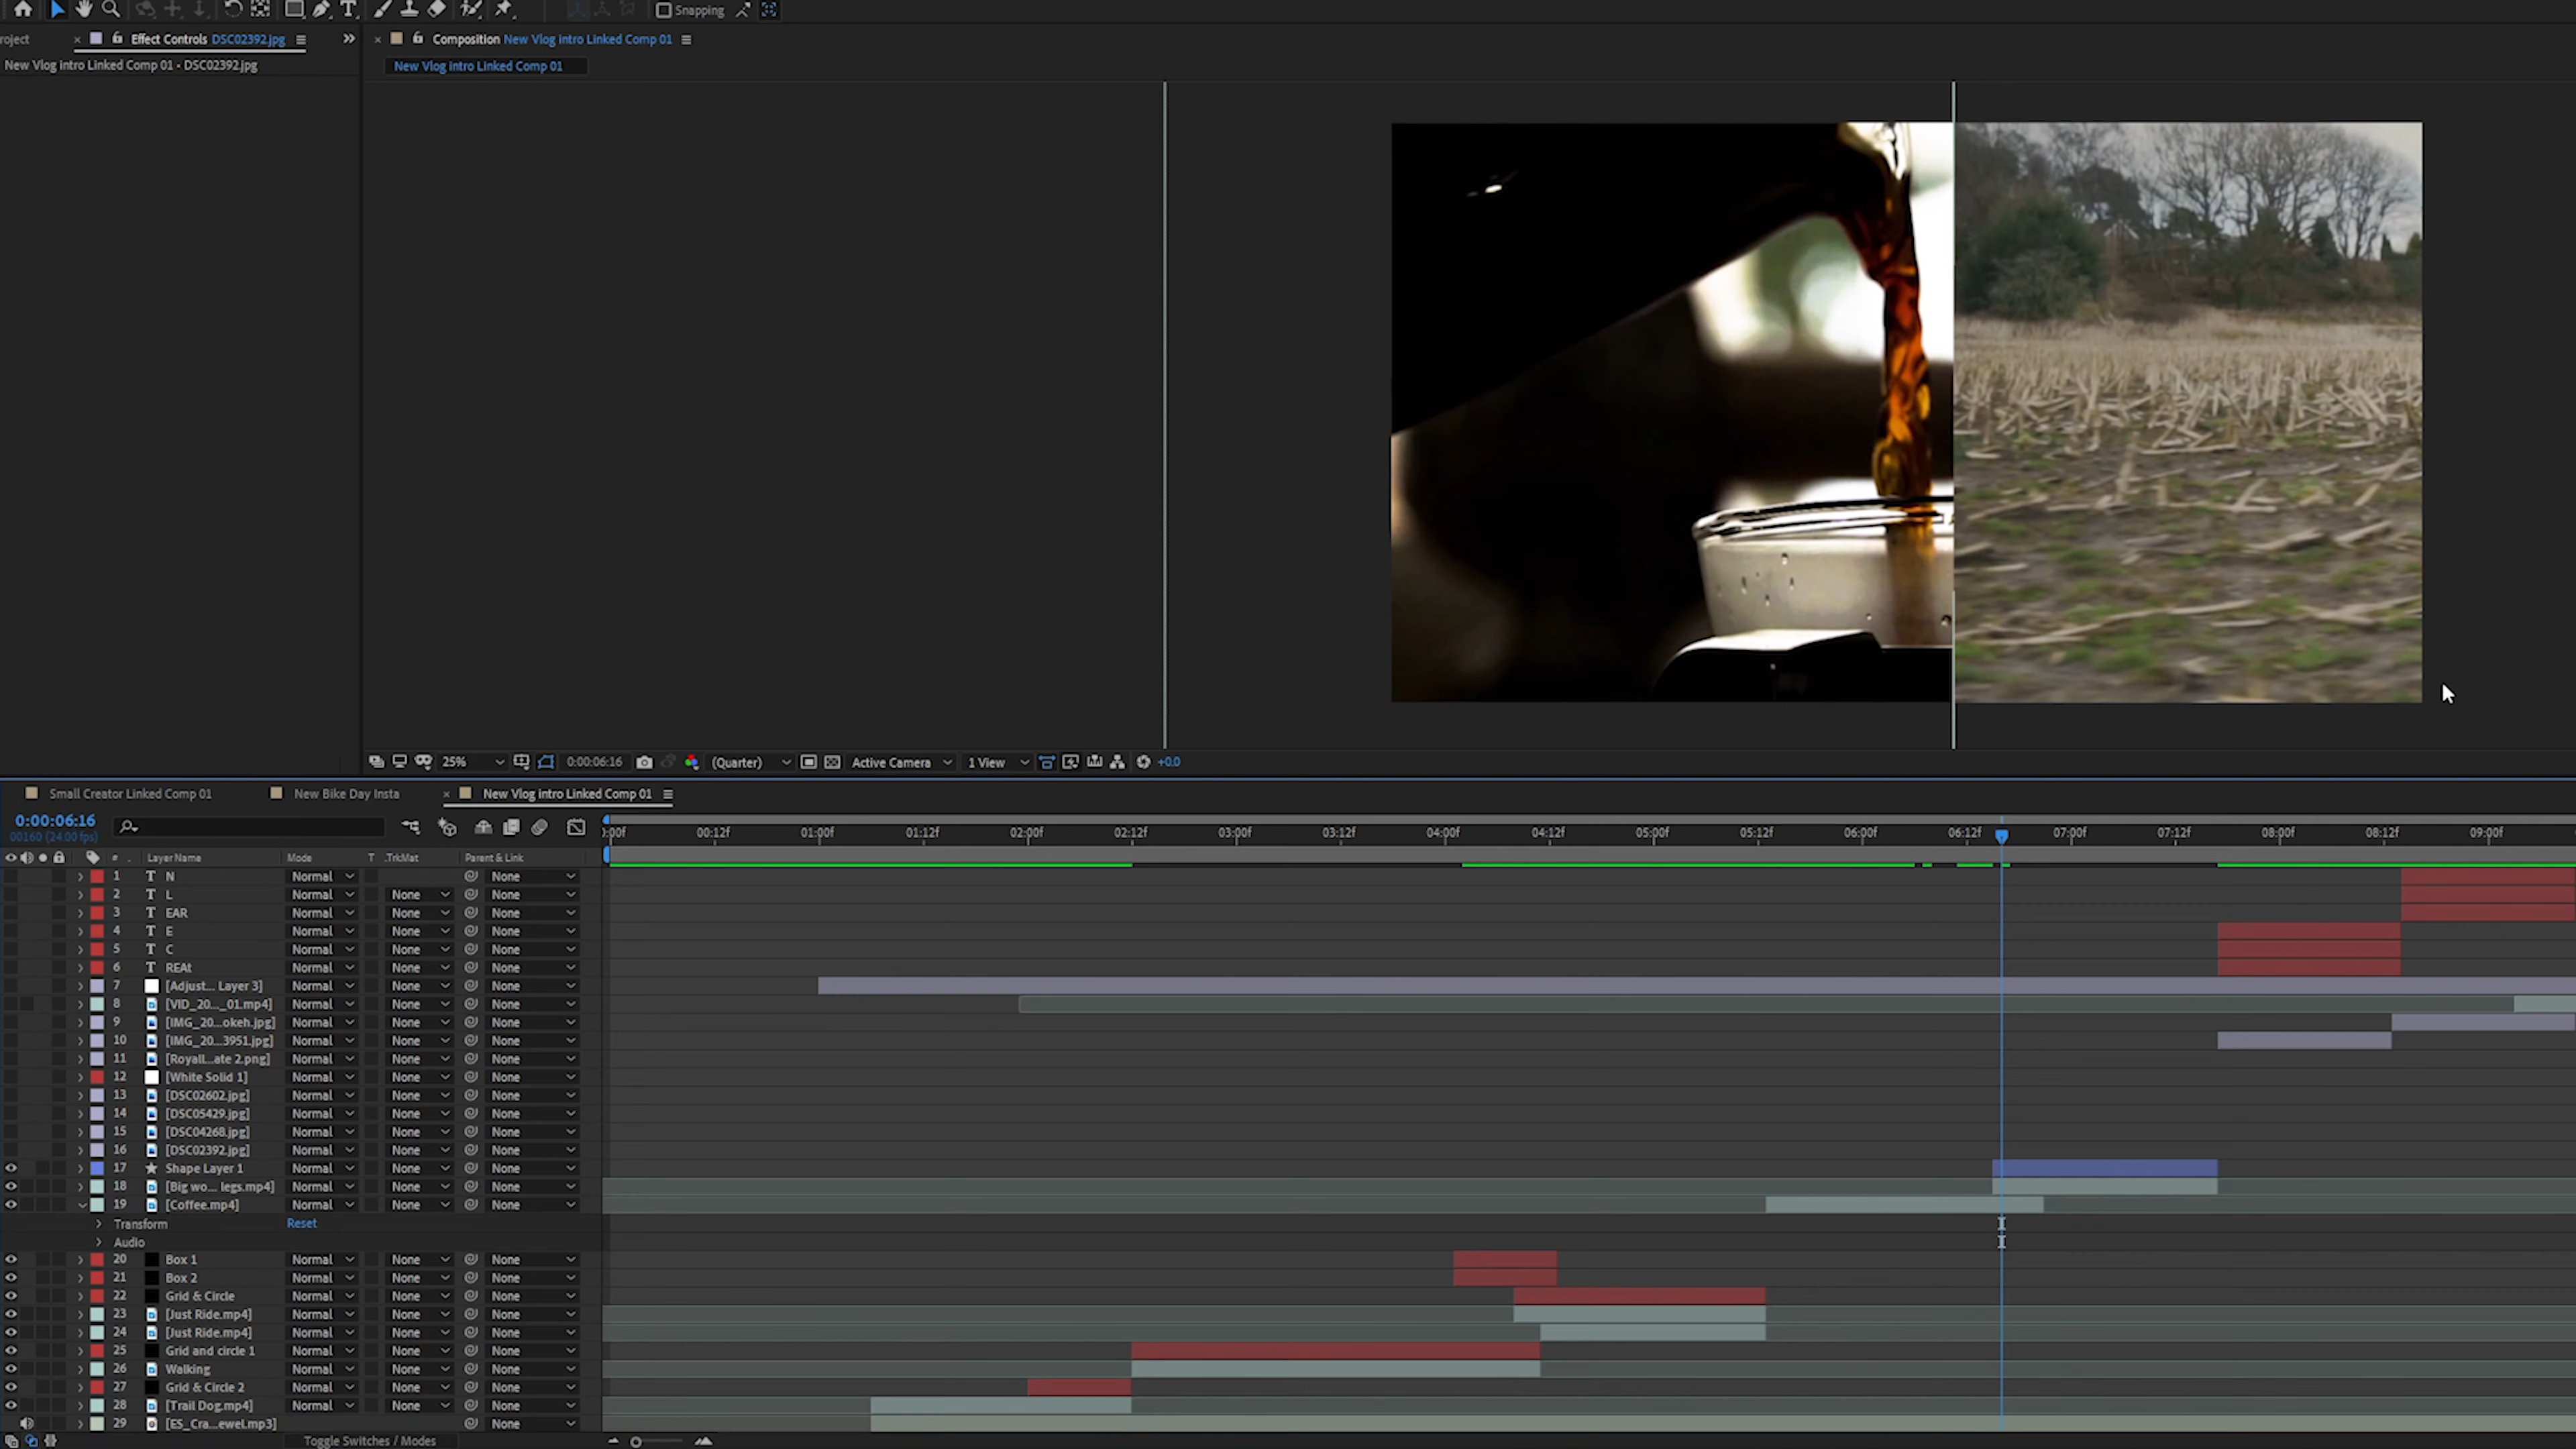 Snapping
roject
Effect Controls DSC02392.jpg
Composition New Vlog intro Linked Comp 01
New Vlog intro Linked Comp 01 • DSC02392.jpg
New Vlog intro Linked Comp 01
25%
0:00:06:16
(Quarter)
Active Camera
1 View
+0.0
Small Creator Linked Comp 01
New Bike Day Insta
New Vlog intro Linked Comp 01
0:00:06:16
00160 (24.00 fps)
):00f 00:12f 01:00f 01:12f 02:00f 02:12f 03:00f 03:12f 04:00f 04:12f 05:00f 05:12f 06:00f 06:12f 07:00f 07:12f 08:00f 08:12f 09:00f
# Layer Name Mode T .TrkMat Parent & Link
1 T N Normal None
2 T L Normal None None
3 T EAR Normal None None
4 T E Normal None None
5 T C Normal None None
6 T REAt Normal None None
7 [Adjust... Layer 3] Normal None None
8 [VID_20..._01.mp4] Normal None None
9 [IMG_20...okeh.jpg] Normal None None
10 [IMG_20...3951.jpg] Normal None None
11 [Royall...ate 2.png] Normal None None
12 [White Solid 1] Normal None None
13 [DSC02602.jpg] Normal None None
14 [DSC05429.jpg] Normal None None
15 [DSC04268.jpg] Normal None None
16 [DSC02392.jpg] Normal None None
17 Shape Layer 1 Normal None None
18 [Big wo... legs.mp4] Normal None None
19 [Coffee.mp4] Normal None None
Transform Reset
Audio
20 Box 1 Normal None None
21 Box 2 Normal None None
22 Grid & Circle Normal None None
23 [Just Ride.mp4] Normal None None
24 [Just Ride.mp4] Normal None None
25 Grid and circle 1 Normal None None
26 Walking Normal None None
27 Grid & Circle 2 Normal None None
28 [Trail Dog.mp4] Normal None None
29 [ES_Cra...ewel.mp3] None
Toggle Switches / Modes